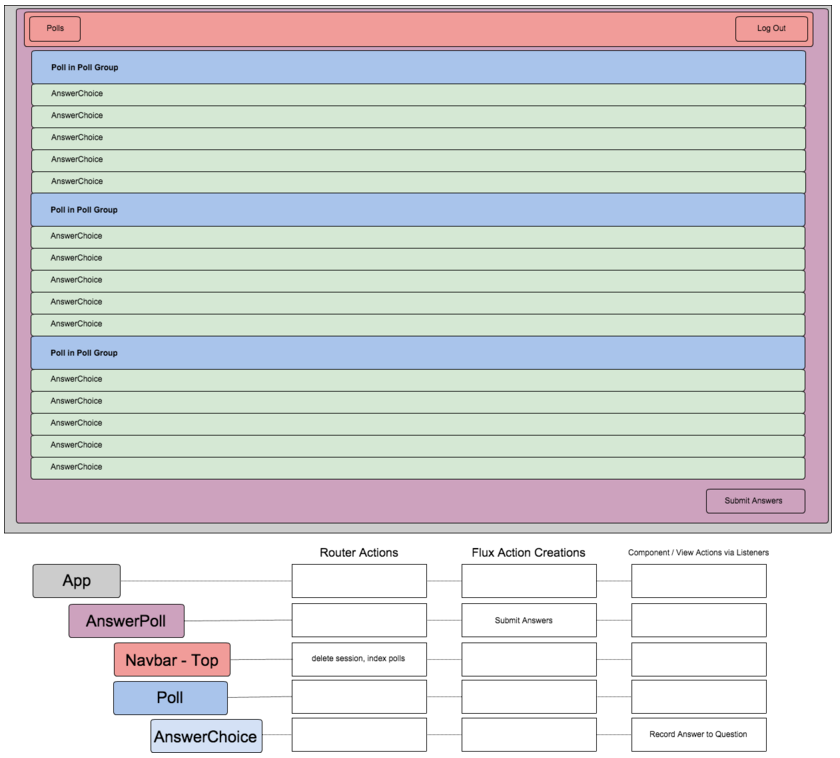 Polls
Log Out
Poll in Poll Group
AnswerChoice
AnswerChoice
AnswerChoice
AnswerChoice
AnswerChoice
Poll in Poll Group
AnswerChoice
AnswerChoice
AnswerChoice
AnswerChoice
AnswerChoice
Poll in Poll Group
AnswerChoice
AnswerChoice
AnswerChoice
AnswerChoice
AnswerChoice
Submit Answers
Router Actions
Flux Action Creations
Component / View Actions via Listeners
App
AnswerPoll
Submit Answers
Navbar - Top
delete session, index polls
Poll
AnswerChoice
Record Answer to Question